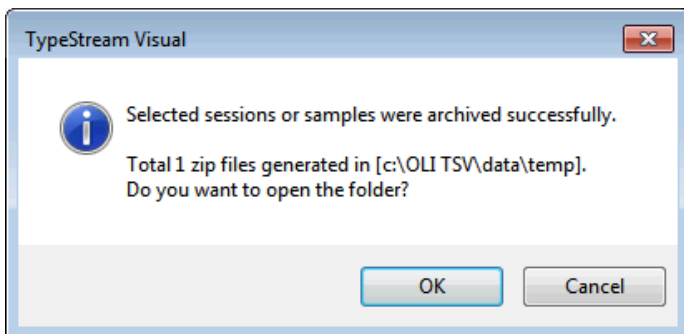 TypeStream Visual
Selected sessions or samples were archived successfully.
Total 1 zip files generated in [c:\OLI TSV\data\temp].
Do you want to open the folder?
OK
Cancel